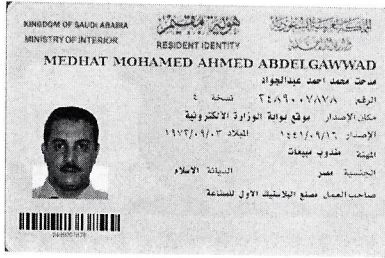 KINGDOM OF SAUDI ARABIA
MINISTRY OF INTERIOR
هوية مقيم
RESIDENT IDENTITY
المملكة العربية السعودية
وزارة الداخلية
MEDHAT MOHAMED AHMED ABDELGAWWAD
مدحت محمد احمد عبدالجواد
الرقم ٢٤٨٩٠٠٧٨٧٨ نسخة ٤
مكان الإصدار موقع بوابة الوزارة الالكترونية
الإصدار ١٤٤١/٠٩/١٦ الميلاد ١٩٧٢/٠٩/٠٣
المهنة مندوب مبيعات
الجنسية مصر الديانة الاسلام
صاحب العمل مصنع البلاستيك الاول للصناعة
2489007878